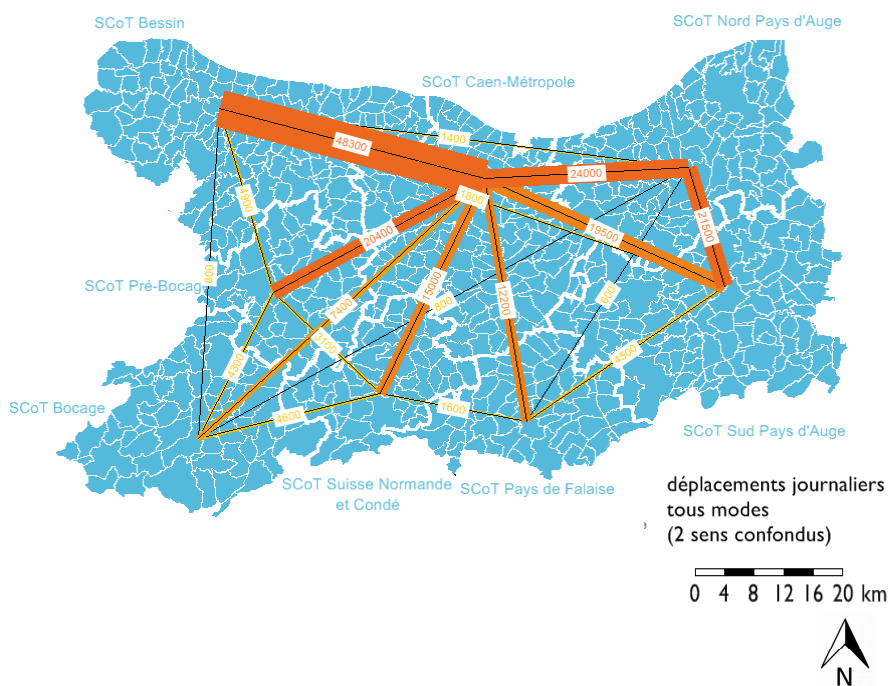 SCoT Bessin
SCoT Nord Pays d'Auge
SCoT Caen-Métropole
48300
1400
24000
1800
4900
19500
21500
20400
600
SCoT Pré-Bocage
15000
12200
7400
800
600
3100
4300
4500
SCoT Bocage
4600
1600
SCoT Sud Pays d'Auge
SCoT Suisse Normande
et Condé
SCoT Pays de Falaise
déplacements journaliers
tous modes
(2 sens confondus)
0 4 8 12 16 20 km
N